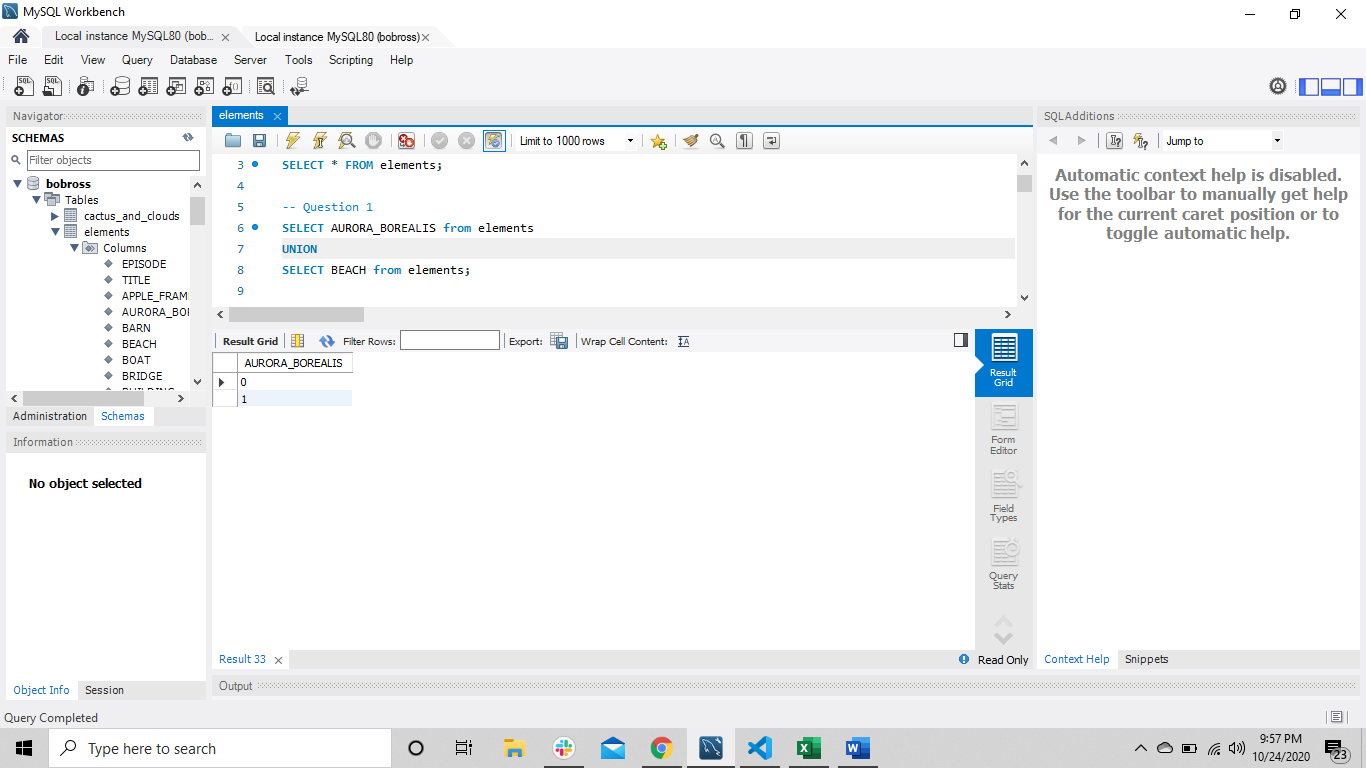 MySQL Workbench
Local instance MySQL80 (bob... ×
Local instance MySQL80 (bobross) ×
File Edit View Query Database Server Tools Scripting Help
Navigator
SCHEMAS
Filter objects
bobross
Tables
cactus_and_clouds
elements
Columns
EPISODE
TITLE
APPLE_FRAM
AURORA_BO
BARN
BEACH
BOAT
BRIDGE
Administration Schemas
Information
No object selected
Object Info Session
Query Completed
elements ×
Limit to 1000 rows
3 SELECT * FROM elements;
4
5 -- Question 1
6 SELECT AURORA_BOREALIS from elements
7 UNION
8 SELECT BEACH from elements;
9
Result Grid Filter Rows: Export: Wrap Cell Content:
AURORA_BOREALIS
0
1
Result Grid
Form Editor
Field Types
Query Stats
Result 33 ×
Read Only
Output
SQLAdditions
Jump to
Automatic context help is disabled.
Use the toolbar to manually get help
for the current caret position or to
toggle automatic help.
Context Help Snippets
Type here to search
9:57 PM
10/24/2020
23